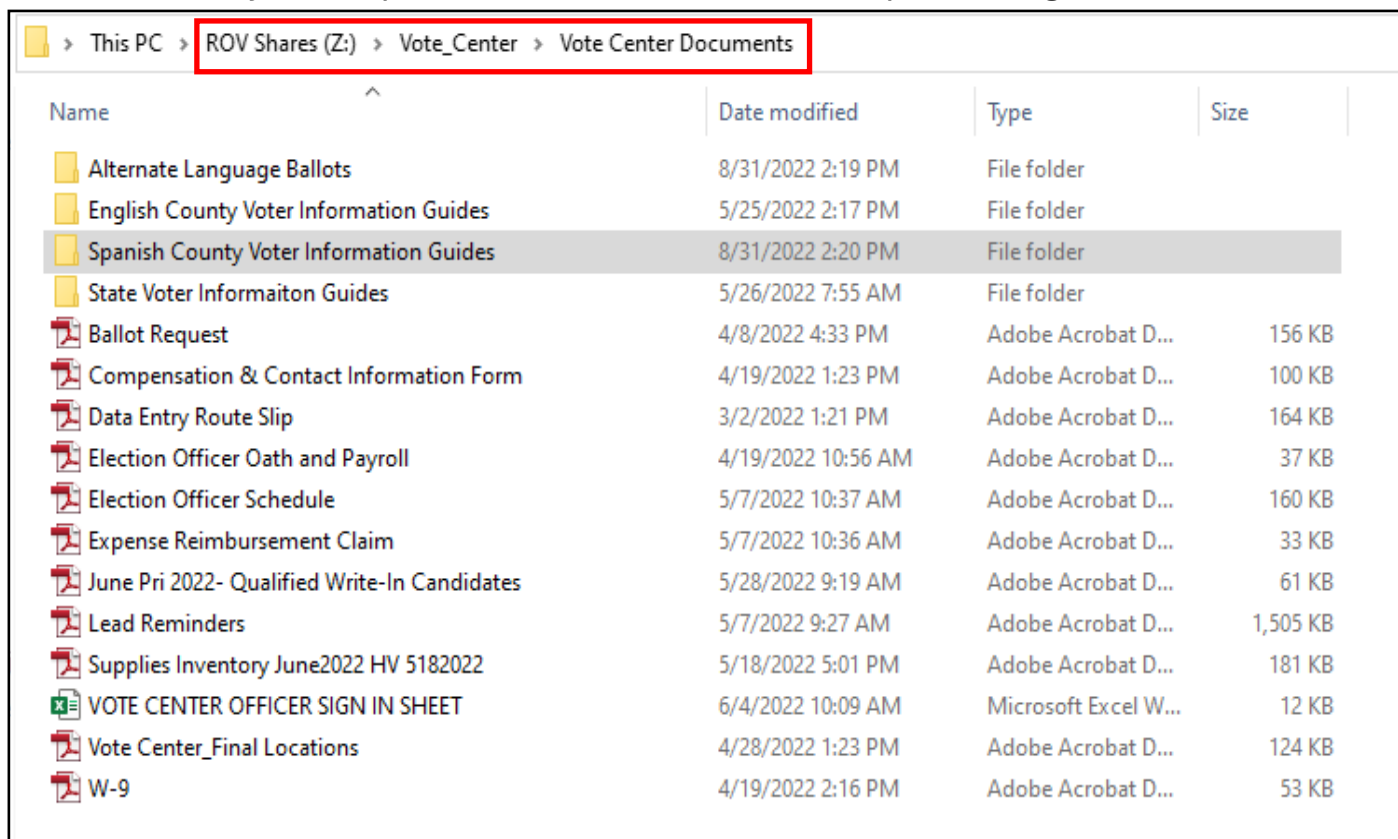 This PC > ROV Shares (Z:) > Vote_Center > Vote Center Documents
Name Date modified Type Size
Alternate Language Ballots 8/31/2022 2:19 PM File folder
English County Voter Information Guides 5/25/2022 2:17 PM File folder
Spanish County Voter Information Guides 8/31/2022 2:20 PM File folder
State Voter Informaiton Guides 5/26/2022 7:55 AM File folder
Ballot Request 4/8/2022 4:33 PM Adobe Acrobat D... 156 KB
Compensation & Contact Information Form 4/19/2022 1:23 PM Adobe Acrobat D... 100 KB
Data Entry Route Slip 3/2/2022 1:21 PM Adobe Acrobat D... 164 KB
Election Officer Oath and Payroll 4/19/2022 10:56 AM Adobe Acrobat D... 37 KB
Election Officer Schedule 5/7/2022 10:37 AM Adobe Acrobat D... 160 KB
Expense Reimbursement Claim 5/7/2022 10:36 AM Adobe Acrobat D... 33 KB
June Pri 2022- Qualified Write-In Candidates 5/28/2022 9:19 AM Adobe Acrobat D... 61 KB
Lead Reminders 5/7/2022 9:27 AM Adobe Acrobat D... 1,505 KB
Supplies Inventory June2022 HV 5182022 5/18/2022 5:01 PM Adobe Acrobat D... 181 KB
VOTE CENTER OFFICER SIGN IN SHEET 6/4/2022 10:09 AM Microsoft Excel W... 12 KB
Vote Center_Final Locations 4/28/2022 1:23 PM Adobe Acrobat D... 124 KB
W-9 4/19/2022 2:16 PM Adobe Acrobat D... 53 KB